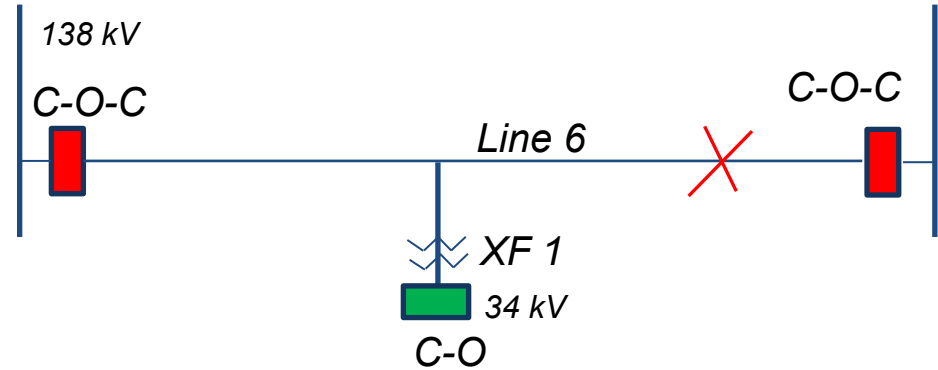 138 kV
C-O-C
C-O-C
Line 6
XF 1
34 kV
C-O